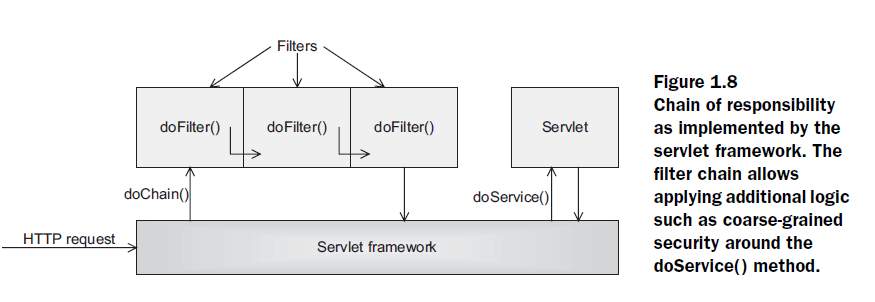 Filters
doFilter()
doFilter()
doFilter()
Servlet
doChain()
doService()
HTTP request
Servlet framework
Figure 1.8
Chain of responsibility
as implemented by the
servlet framework. The
filter chain allows
applying additional logic
such as coarse-grained
security around the
doService() method.